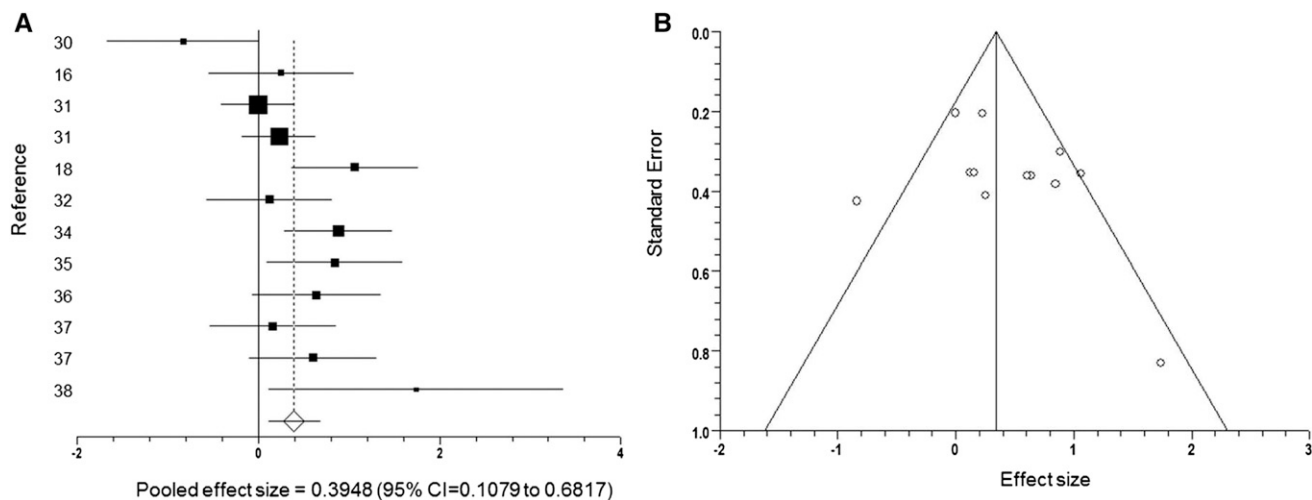 A
Reference
30
16
31
31
18
32
34
35
36
37
37
38
-2 0 2 4
Pooled effect size = 0.3948 (95% CI=0.1079 to 0.6817)
B
Standard Error
0.0
0.2
0.4
0.6
0.8
1.0
-2 -1 0 1 2 3
Effect size